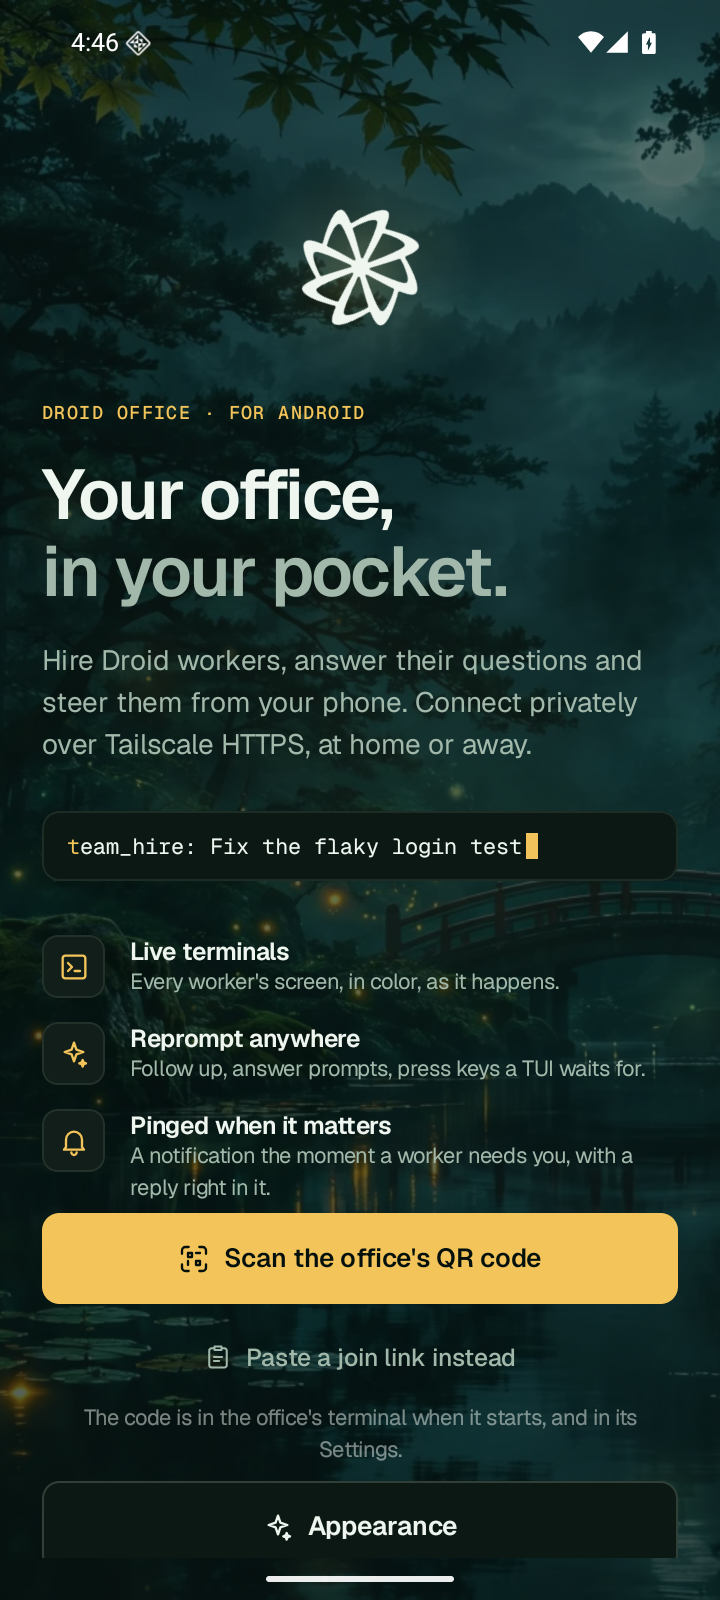 4:46
DROID OFFICE · FOR ANDROID
Your office,
in your pocket.
Hire Droid workers, answer their questions and
steer them from your phone. Connect privately
over Tailscale HTTPS, at home or away.
team_hire: Fix the flaky login test
Live terminals
Every worker's screen, in color, as it happens.
Reprompt anywhere
Follow up, answer prompts, press keys a TUI waits for.
Pinged when it matters
A notification the moment a worker needs you, with a
reply right in it.
Scan the office's QR code
Paste a join link instead
The code is in the office's terminal when it starts, and in its
Settings.
Appearance